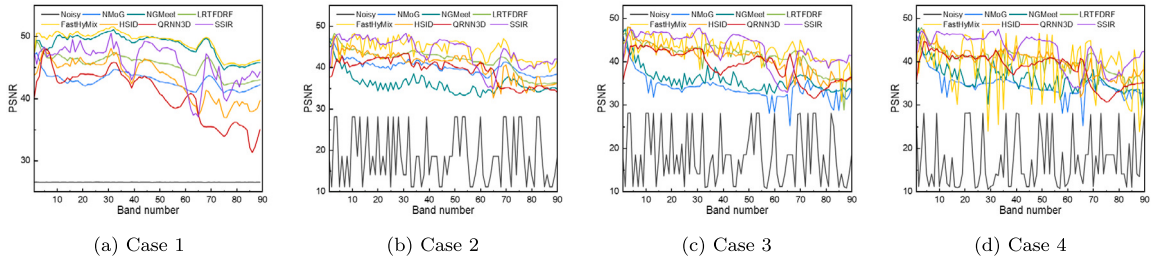 Noisy NMoG NGMeet LRTFDRF
FastHyMix HSID QRNN3D SSIR
50
40
30
PSNR
10 20 30 40 50 60 70 80 90
Band number
(a) Case 1
Noisy NMoG NGMeet LRTFDRF
FastHyMix HSID QRNN3D SSIR
50
40
30
20
10
PSNR
10 20 30 40 50 60 70 80 90
Band number
(b) Case 2
Noisy NMoG NGMeet LRTFDRF
FastHyMix HSID QRNN3D SSIR
50
40
30
20
10
PSNR
10 20 30 40 50 60 70 80 90
Band number
(c) Case 3
Noisy NMoG NGMeet LRTFDRF
FastHyMix HSID QRNN3D SSIR
50
40
30
20
10
PSNR
10 20 30 40 50 60 70 80 90
Band number
(d) Case 4